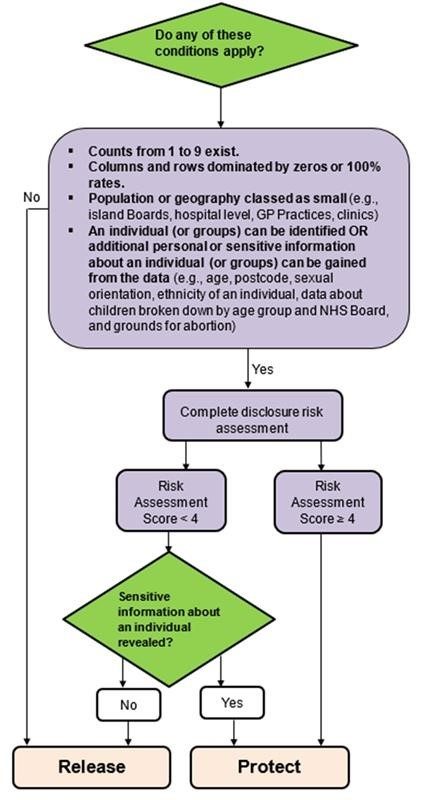 Do any of these
conditions apply?
▪ Counts from 1 to 9 exist.
▪ Columns and rows dominated by zeros or 100%
rates.
▪ Population or geography classed as small (e.g.,
island Boards, hospital level, GP Practices, clinics)
▪ An individual (or groups) can be identified OR
additional personal or sensitive information
about an individual (or groups) can be gained
from the data (e.g., age, postcode, sexual
orientation, ethnicity of an individual, data about
children broken down by age group and NHS Board,
and grounds for abortion)
No
Yes
Complete disclosure risk
assessment
Risk
Assessment
Score < 4
Risk
Assessment
Score ≥ 4
Sensitive
information about
an individual
revealed?
No
Yes
Release
Protect